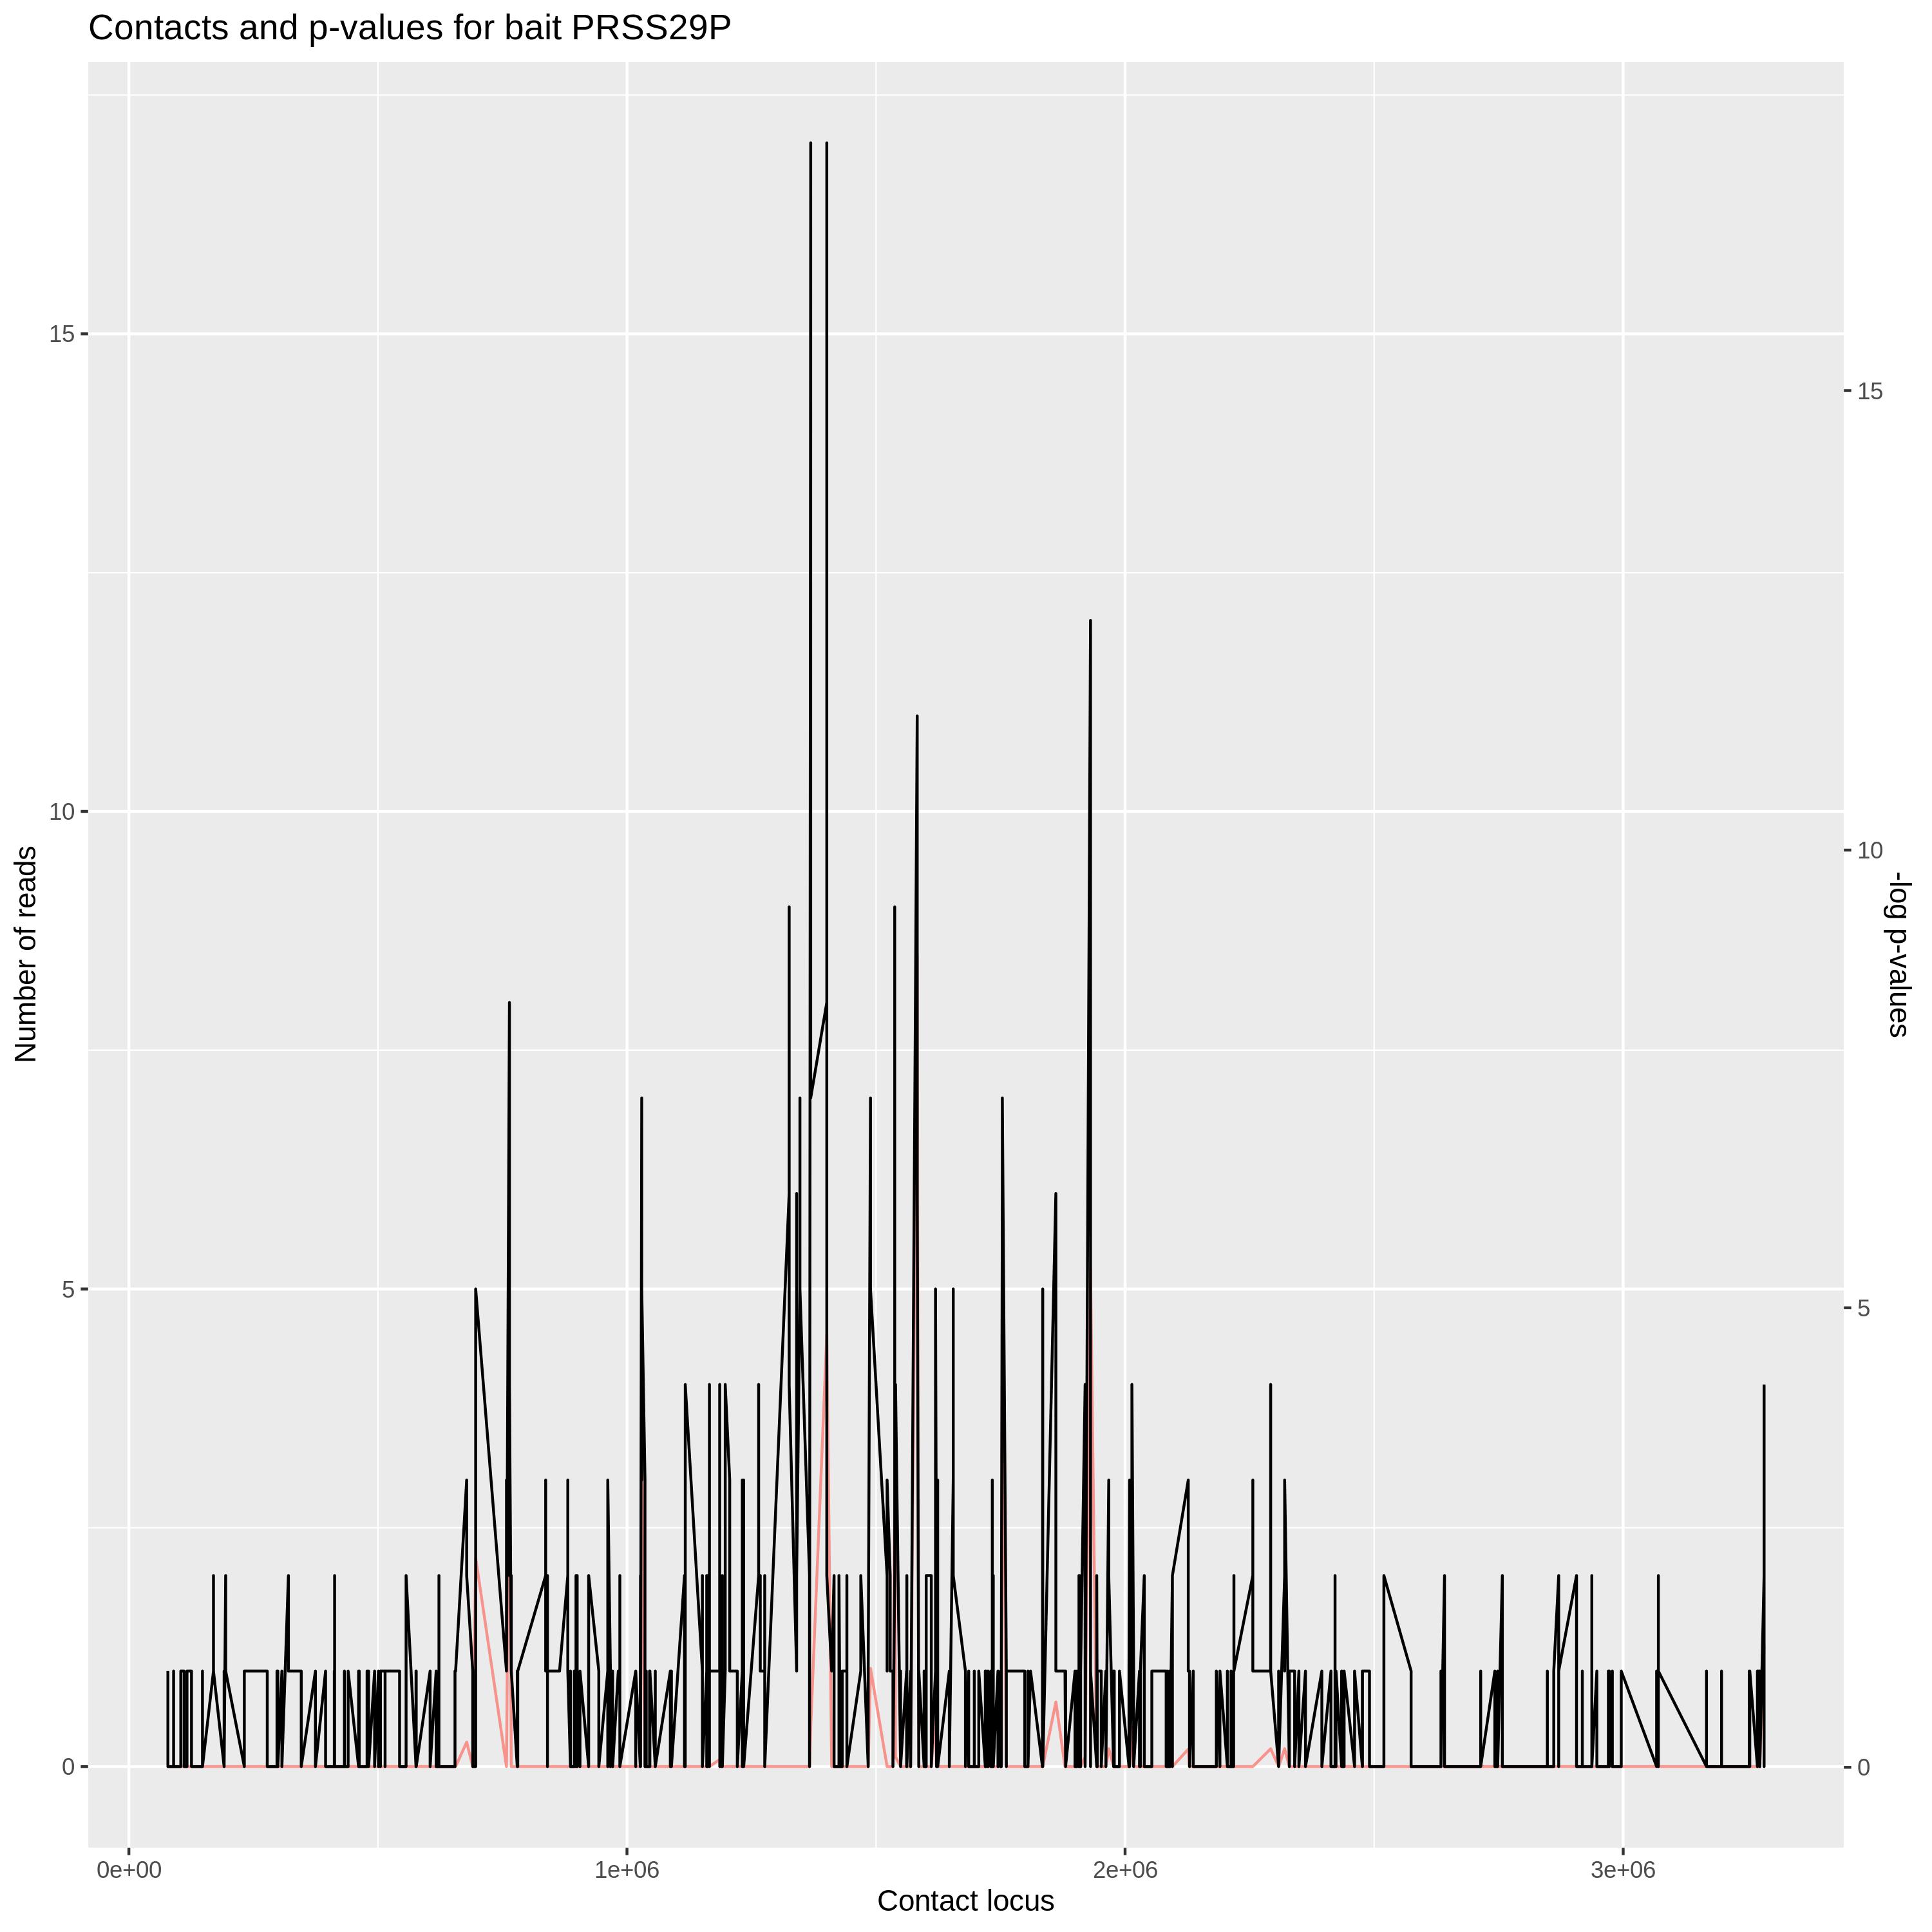 Contacts and p-values for bait PRSS29P
15
10
5
0
Number of reads
15
10
5
0
-log p-values
0e+00
1e+06
2e+06
3e+06
Contact locus